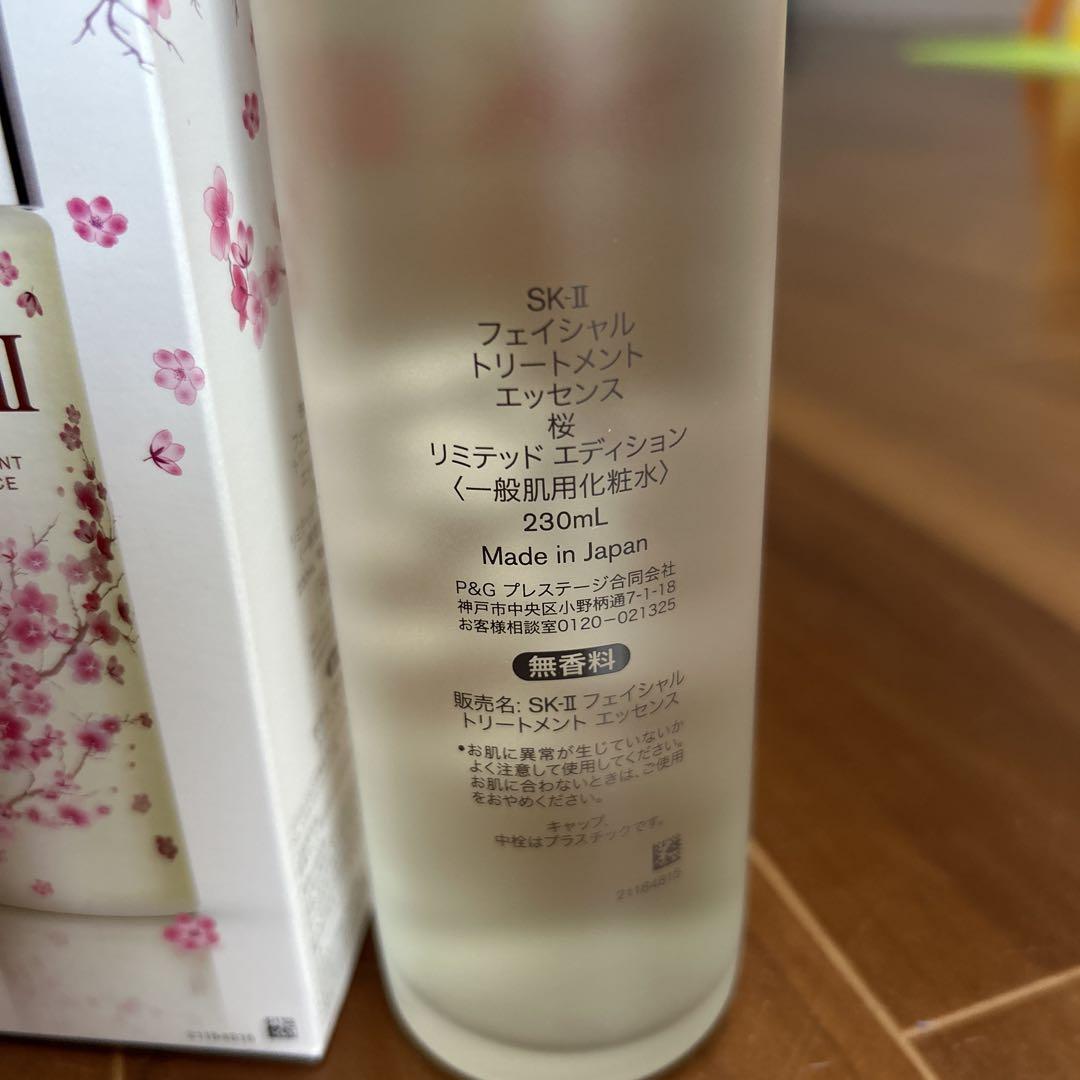 SK-II
フェイシャル
トリートメント
エッセンス
桜
リミテッド エディション
〈一般肌用化粧水〉
230mL
Made in Japan
P&G プレステージ合同会社
神戸市中央区小野柄通7-1-18
お客様相談室0120-021325
無香料
販売名: SK-II フェイシャル
トリートメント エッセンス
•お肌に異常が生じていないか
よく注意して使用してください。
お肌に合わないときは、ご使用
をおやめください。
キャップ、
中栓はプラスチックです。
21184615